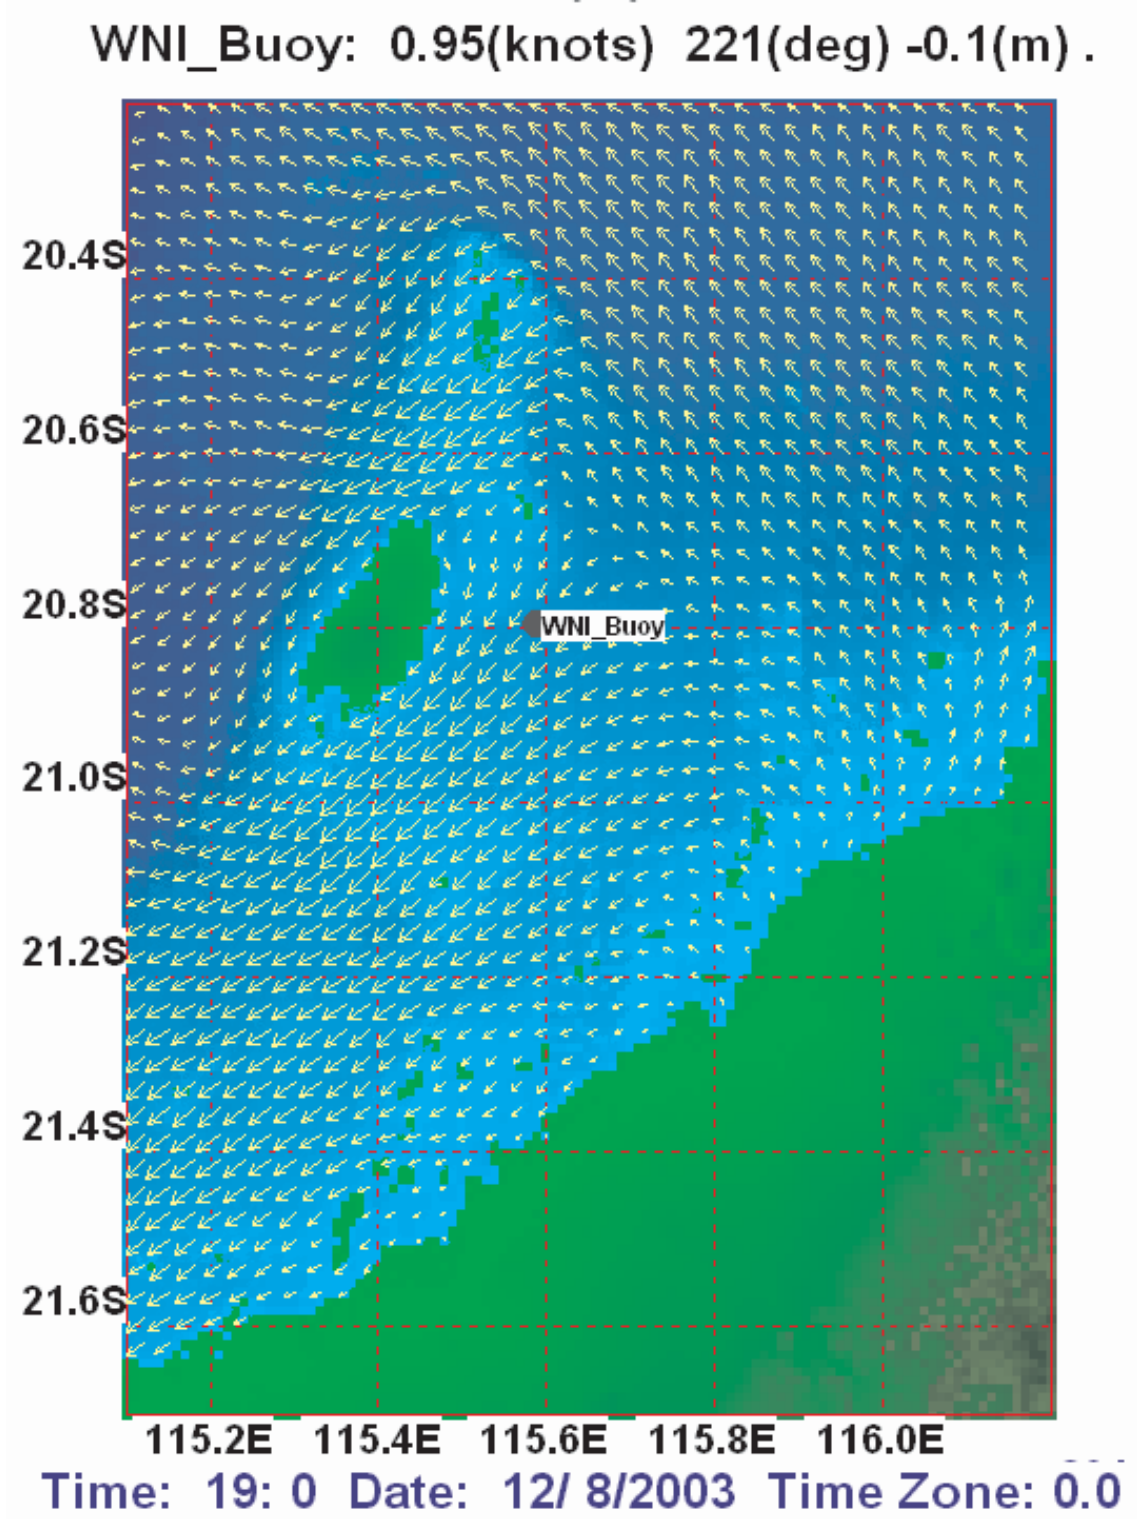 WNI_Buoy: 0.95(knots) 221(deg) -0.1(m) .
20.4S
20.6S
20.8S
WNI_Buoy
21.0S
21.2S
21.4S
21.6S
115.2E 115.4E 115.6E 115.8E 116.0E
Time: 19: 0 Date: 12/ 8/2003 Time Zone: 0.0